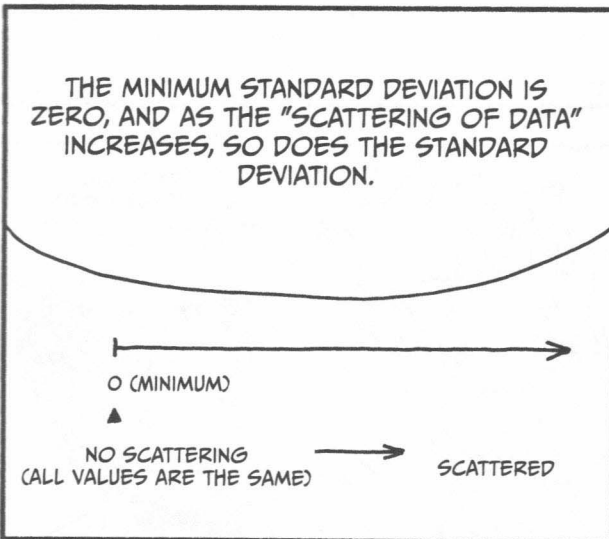 THE MINIMUM STANDARD DEVIATION IS
ZERO, AND AS THE "SCATTERING OF DATA"
INCREASES, SO DOES THE STANDARD
DEVIATION.
0 (MINIMUM)
NO SCATTERING
(ALL VALUES ARE THE SAME)
SCATTERED